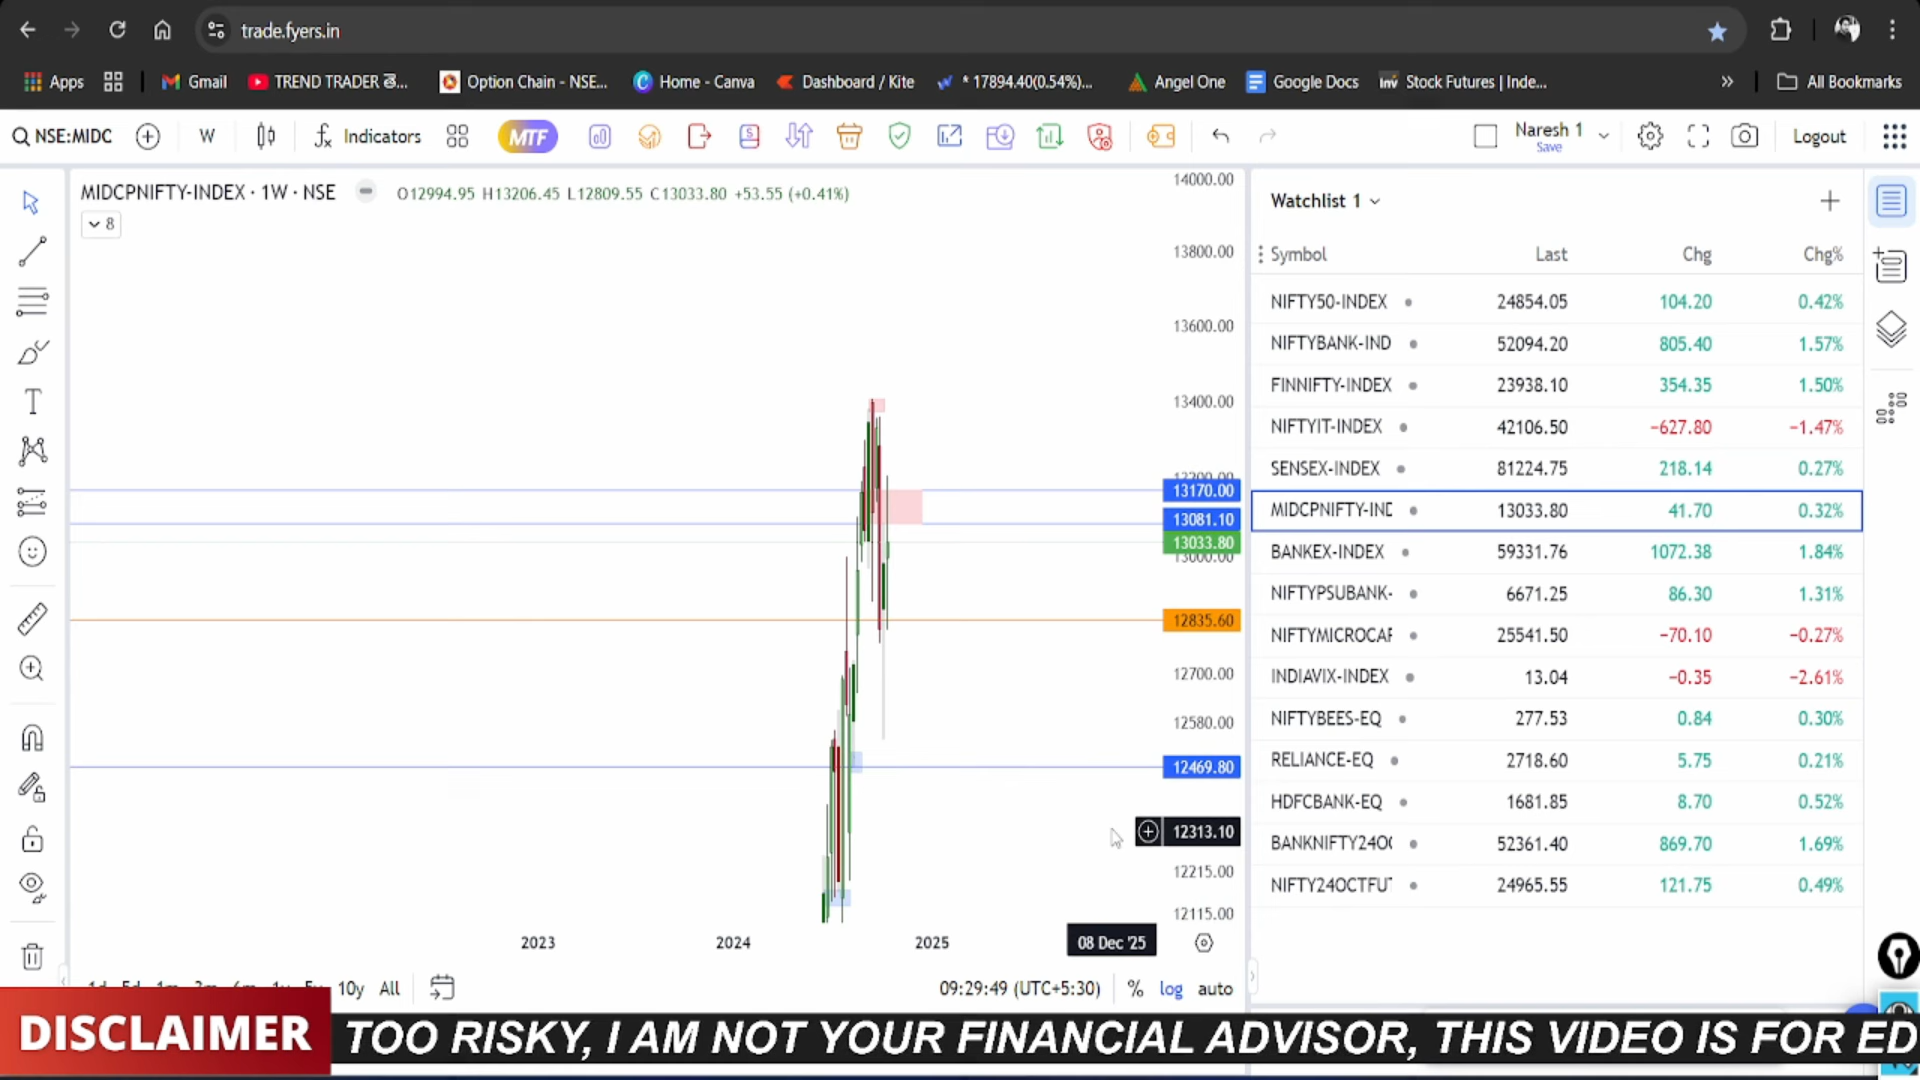 trade.fyers.in
Apps Gmail TREND TRADER Option Chain - NSE... Home - Canva Dashboard / Kite * 17894.40(0.54%)... Angel One Google Docs Inv Stock Futures | Inde... » All Bookmarks
NSE:MIDC W Indicators MTF Naresh 1 Logout
Save
MIDCPNIFTY-INDEX · 1W · NSE O12994.95 H13206.45 L12809.55 C13033.80 +53.55 (+0.41%)
8
14000.00
13800.00
13600.00
13400.00
13170.00
13081.10
13033.80
13000.00
12835.60
12700.00
12580.00
12469.80
12313.10
12215.00
12115.00
2023 2024 2025 08 Dec '25
10y All 09:29:49 (UTC+5:30) % log auto
Watchlist 1
Symbol Last Chg Chg%
NIFTY50-INDEX 24854.05 104.20 0.42%
NIFTYBANK-IND 52094.20 805.40 1.57%
FINNIFTY-INDEX 23938.10 354.35 1.50%
NIFTYIT-INDEX 42106.50 −627.80 −1.47%
SENSEX-INDEX 81224.75 218.14 0.27%
MIDCPNIFTY-IND 13033.80 41.70 0.32%
BANKEX-INDEX 59331.76 1072.38 1.84%
NIFTYPSUBANK- 6671.25 86.30 1.31%
NIFTYMICROCAP 25541.50 −70.10 −0.27%
INDIAVIX-INDEX 13.04 −0.35 −2.61%
NIFTYBEES-EQ 277.53 0.84 0.30%
RELIANCE-EQ 2718.60 5.75 0.21%
HDFCBANK-EQ 1681.85 8.70 0.52%
BANKNIFTY24O 52361.40 869.70 1.69%
NIFTY24OCTFUT 24965.55 121.75 0.49%
DISCLAIMER TOO RISKY, I AM NOT YOUR FINANCIAL ADVISOR, THIS VIDEO IS FOR ED